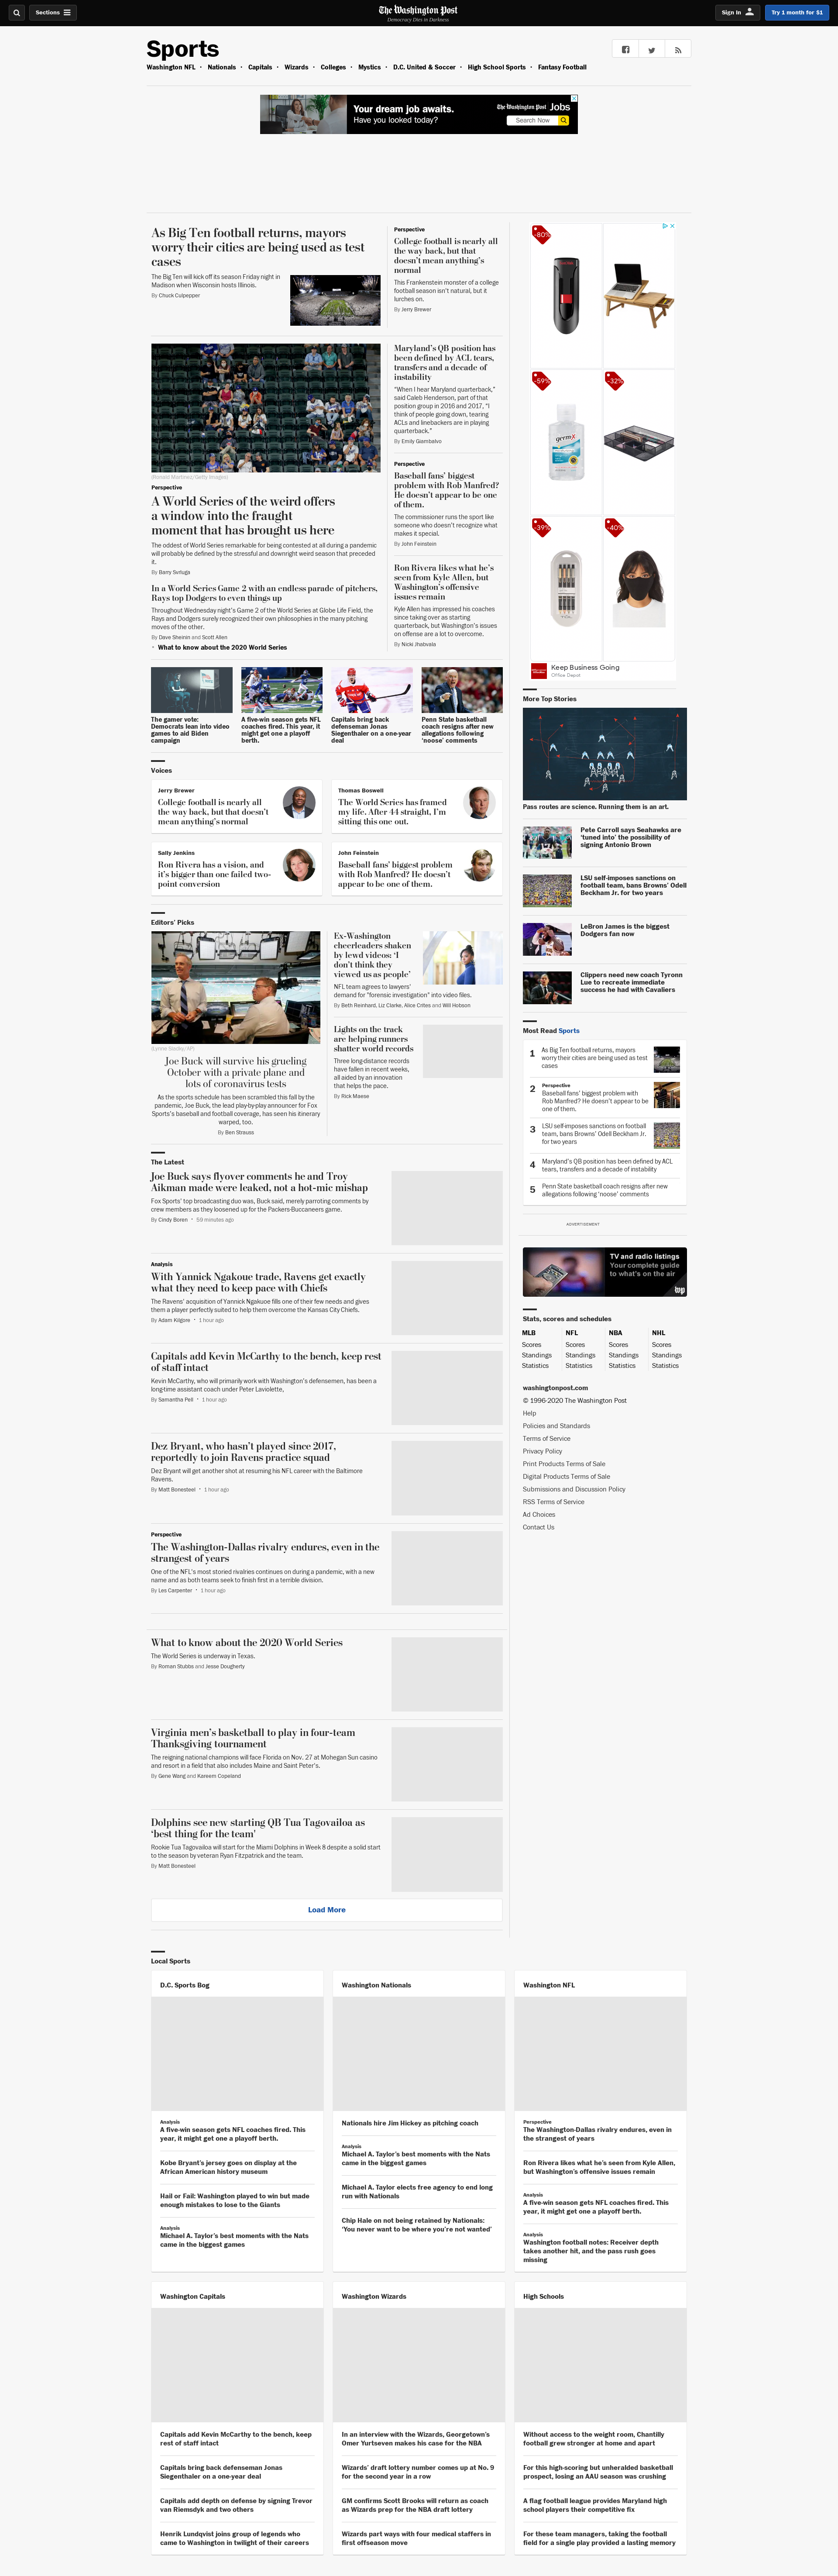 Sections
The Washington Post
Democracy Dies in Darkness
Sign In
Try 1 month for $1
Sports
Washington NFL • Nationals • Capitals • Wizards • Colleges • Mystics • D.C. United & Soccer • High School Sports • Fantasy Football
Your dream job awaits.
Have you looked today?
The Washington Post Jobs
Search Now
As Big Ten football returns, mayors
worry their cities are being used as test
cases
The Big Ten will kick off its season Friday night in
Madison when Wisconsin hosts Illinois.
By Chuck Culpepper
Perspective
College football is nearly all
the way back, but that
doesn't mean anything's
normal
This Frankenstein monster of a college
football season isn't natural, but it
lurches on.
By Jerry Brewer
(Ronald Martinez/Getty Images)
Perspective
A World Series of the weird offers
a window into the fraught
moment that has brought us here
The oldest of World Series remarkable for being contested at all during a pandemic
will probably be defined by the stressful and downright weird season that preceded
it.
By Barry Svrluga
In a World Series Game 2 with an endless parade of pitchers,
Rays top Dodgers to even things up
Throughout Wednesday night's Game 2 of the World Series at Globe Life Field, the
Rays and Dodgers surely recognized their own philosophies in the many pitching
moves of the other.
By Dave Sheinin and Scott Allen
• What to know about the 2020 World Series
Maryland's QB position has
been defined by ACL tears,
transfers and a decade of
instability
"When I hear Maryland quarterback,"
said Caleb Henderson, part of that
position group in 2016 and 2017, "I
think of people going down, tearing
ACLs and linebackers are in playing
quarterback."
By Emily Giambalvo
Perspective
Baseball fans' biggest
problem with Rob Manfred?
He doesn't appear to be one
of them.
The commissioner runs the sport like
someone who doesn't recognize what
makes it special.
By John Feinstein
Ron Rivera likes what he's
seen from Kyle Allen, but
Washington's offensive
issues remain
Kyle Allen has impressed his coaches
since taking over as starting
quarterback, but Washington's issues
on offense are a lot to overcome.
By Nicki Jhabvala
The gamer vote:
Democrats lean into video
games to aid Biden
campaign
A five-win season gets NFL
coaches fired. This year, it
might get one a playoff
berth.
Capitals bring back
defenseman Jonas
Siegenthaler on a one-year
deal
Penn State basketball
coach resigns after new
allegations following
'noose' comments
Voices
Jerry Brewer
College football is nearly all
the way back, but that doesn't
mean anything's normal
Thomas Boswell
The World Series has framed
my life. After 44 straight, I'm
sitting this one out.
Sally Jenkins
Ron Rivera has a vision, and
it's bigger than one failed two-
point conversion
John Feinstein
Baseball fans' biggest problem
with Rob Manfred? He doesn't
appear to be one of them.
Editors' Picks
(Lynne Sladky/AP)
Joe Buck will survive his grueling
October with a private plane and
lots of coronavirus tests
As the sports schedule has been scrambled this fall by the
pandemic, Joe Buck, the lead play-by-play announcer for Fox
Sports's baseball and football coverage, has seen his itinerary
warped, too.
By Ben Strauss
Ex-Washington
cheerleaders shaken
by lewd videos: 'I
don't think they
viewed us as people'
NFL team agrees to lawyers'
demand for "forensic investigation" into video files.
By Beth Reinhard, Liz Clarke, Alice Crites and Will Hobson
Lights on the track
are helping runners
shatter world records
Three long-distance records
have fallen in recent weeks,
all aided by an innovation
that helps the pace.
By Rick Maese
The Latest
Joe Buck says flyover comments he and Troy
Aikman made were leaked, not a hot-mic mishap
Fox Sports' top broadcasting duo was, Buck said, merely parroting comments by
crew members as they loosened up for the Packers-Buccaneers game.
By Cindy Boren • 59 minutes ago
Analysis
With Yannick Ngakoue trade, Ravens get exactly
what they need to keep pace with Chiefs
The Ravens' acquisition of Yannick Ngakoue fills one of their few needs and gives
them a player perfectly suited to help them overcome the Kansas City Chiefs.
By Adam Kilgore • 1 hour ago
Capitals add Kevin McCarthy to the bench, keep rest
of staff intact
Kevin McCarthy, who will primarily work with Washington's defensemen, has been a
long-time assistant coach under Peter Laviolette,
By Samantha Pell • 1 hour ago
Dez Bryant, who hasn't played since 2017,
reportedly to join Ravens practice squad
Dez Bryant will get another shot at resuming his NFL career with the Baltimore
Ravens.
By Matt Bonesteel • 1 hour ago
Perspective
The Washington-Dallas rivalry endures, even in the
strangest of years
One of the NFL's most storied rivalries continues on during a pandemic, with a new
name and as both teams seek to finish first in a terrible division.
By Les Carpenter • 1 hour ago
What to know about the 2020 World Series
The World Series is underway in Texas.
By Roman Stubbs and Jesse Dougherty
Virginia men's basketball to play in four-team
Thanksgiving tournament
The reigning national champions will face Florida on Nov. 27 at Mohegan Sun casino
and resort in a field that also includes Maine and Saint Peter's.
By Gene Wang and Kareem Copeland
Dolphins see new starting QB Tua Tagovailoa as
'best thing for the team'
Rookie Tua Tagovailoa will start for the Miami Dolphins in Week 8 despite a solid start
to the season by veteran Ryan Fitzpatrick and the team.
By Matt Bonesteel
Load More
-80%
-59%
-32%
germx
-39%
-40%
Keep Business Going
Office Depot
More Top Stories
Pass routes are science. Running them is an art.
Pete Carroll says Seahawks are
'tuned into' the possibility of
signing Antonio Brown
LSU self-imposes sanctions on
football team, bans Browns' Odell
Beckham Jr. for two years
LeBron James is the biggest
Dodgers fan now
Clippers need new coach Tyronn
Lue to recreate immediate
success he had with Cavaliers
Most Read Sports
1 As Big Ten football returns, mayors
worry their cities are being used as test
cases
2 Perspective
Baseball fans' biggest problem with
Rob Manfred? He doesn't appear to be
one of them.
3 LSU self-imposes sanctions on football
team, bans Browns' Odell Beckham Jr.
for two years
4 Maryland's QB position has been defined by ACL
tears, transfers and a decade of instability
5 Penn State basketball coach resigns after new
allegations following 'noose' comments
ADVERTISEMENT
TV and radio listings
Your complete guide
to what's on the air
wp
Stats, scores and schedules
MLB NFL NBA NHL
Scores Scores Scores Scores
Standings Standings Standings Standings
Statistics Statistics Statistics Statistics
washingtonpost.com
© 1996-2020 The Washington Post
Help
Policies and Standards
Terms of Service
Privacy Policy
Print Products Terms of Sale
Digital Products Terms of Sale
Submissions and Discussion Policy
RSS Terms of Service
Ad Choices
Contact Us
Local Sports
D.C. Sports Bog
Analysis
A five-win season gets NFL coaches fired. This
year, it might get one a playoff berth.
Kobe Bryant's jersey goes on display at the
African American history museum
Hail or Fail: Washington played to win but made
enough mistakes to lose to the Giants
Analysis
Michael A. Taylor's best moments with the Nats
came in the biggest games
Washington Nationals
Nationals hire Jim Hickey as pitching coach
Analysis
Michael A. Taylor's best moments with the Nats
came in the biggest games
Michael A. Taylor elects free agency to end long
run with Nationals
Chip Hale on not being retained by Nationals:
'You never want to be where you're not wanted'
Washington NFL
Perspective
The Washington-Dallas rivalry endures, even in
the strangest of years
Ron Rivera likes what he's seen from Kyle Allen,
but Washington's offensive issues remain
Analysis
A five-win season gets NFL coaches fired. This
year, it might get one a playoff berth.
Analysis
Washington football notes: Receiver depth
takes another hit, and the pass rush goes
missing
Washington Capitals
Capitals add Kevin McCarthy to the bench, keep
rest of staff intact
Capitals bring back defenseman Jonas
Siegenthaler on a one-year deal
Capitals add depth on defense by signing Trevor
van Riemsdyk and two others
Henrik Lundqvist joins group of legends who
came to Washington in twilight of their careers
Washington Wizards
In an interview with the Wizards, Georgetown's
Omer Yurtseven makes his case for the NBA
Wizards' draft lottery number comes up at No. 9
for the second year in a row
GM confirms Scott Brooks will return as coach
as Wizards prep for the NBA draft lottery
Wizards part ways with four medical staffers in
first offseason move
High Schools
Without access to the weight room, Chantilly
football grew stronger at home and apart
For this high-scoring but unheralded basketball
prospect, losing an AAU season was crushing
A flag football league provides Maryland high
school players their competitive fix
For these team managers, taking the football
field for a single play provided a lasting memory